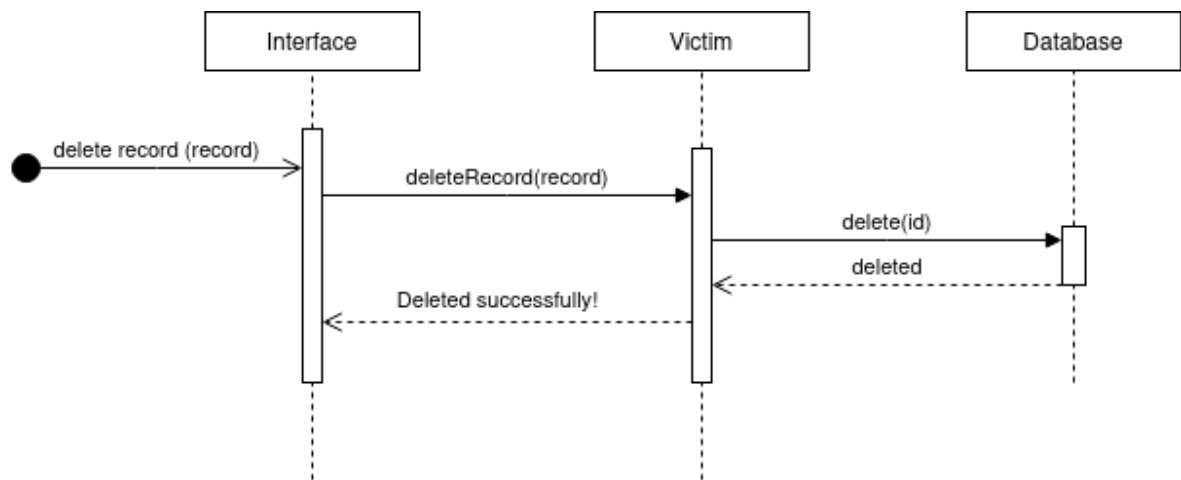 Interface
Victim
Database
delete record (record)
deleteRecord(record)
delete(id)
deleted
Deleted successfully!